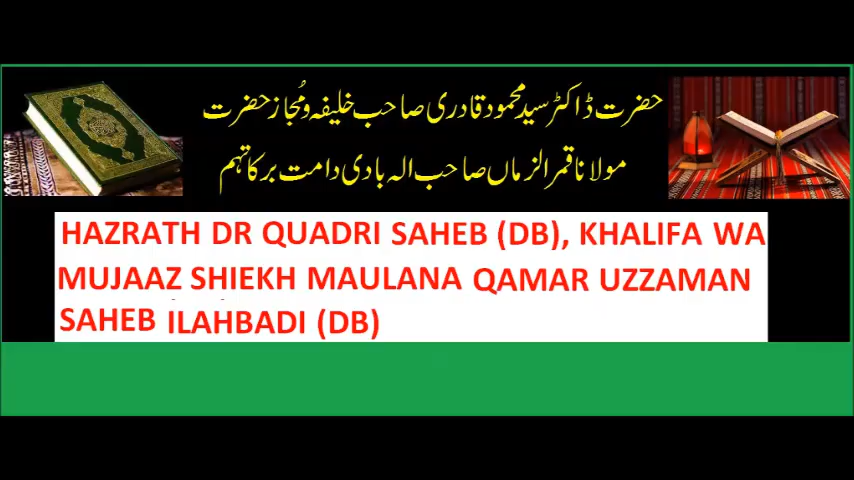 حضرت ڈاکٹر سید محمود قادری صاحب خلیفہ و مُجاز حضرت
مولانا قمر الزماں صاحب الہ بادی دامت برکاتہم
HAZRATH DR QUADRI SAHEB (DB), KHALIFA WA
MUJAAZ SHIEKH MAULANA QAMAR UZZAMAN
SAHEB ILAHBADI (DB)